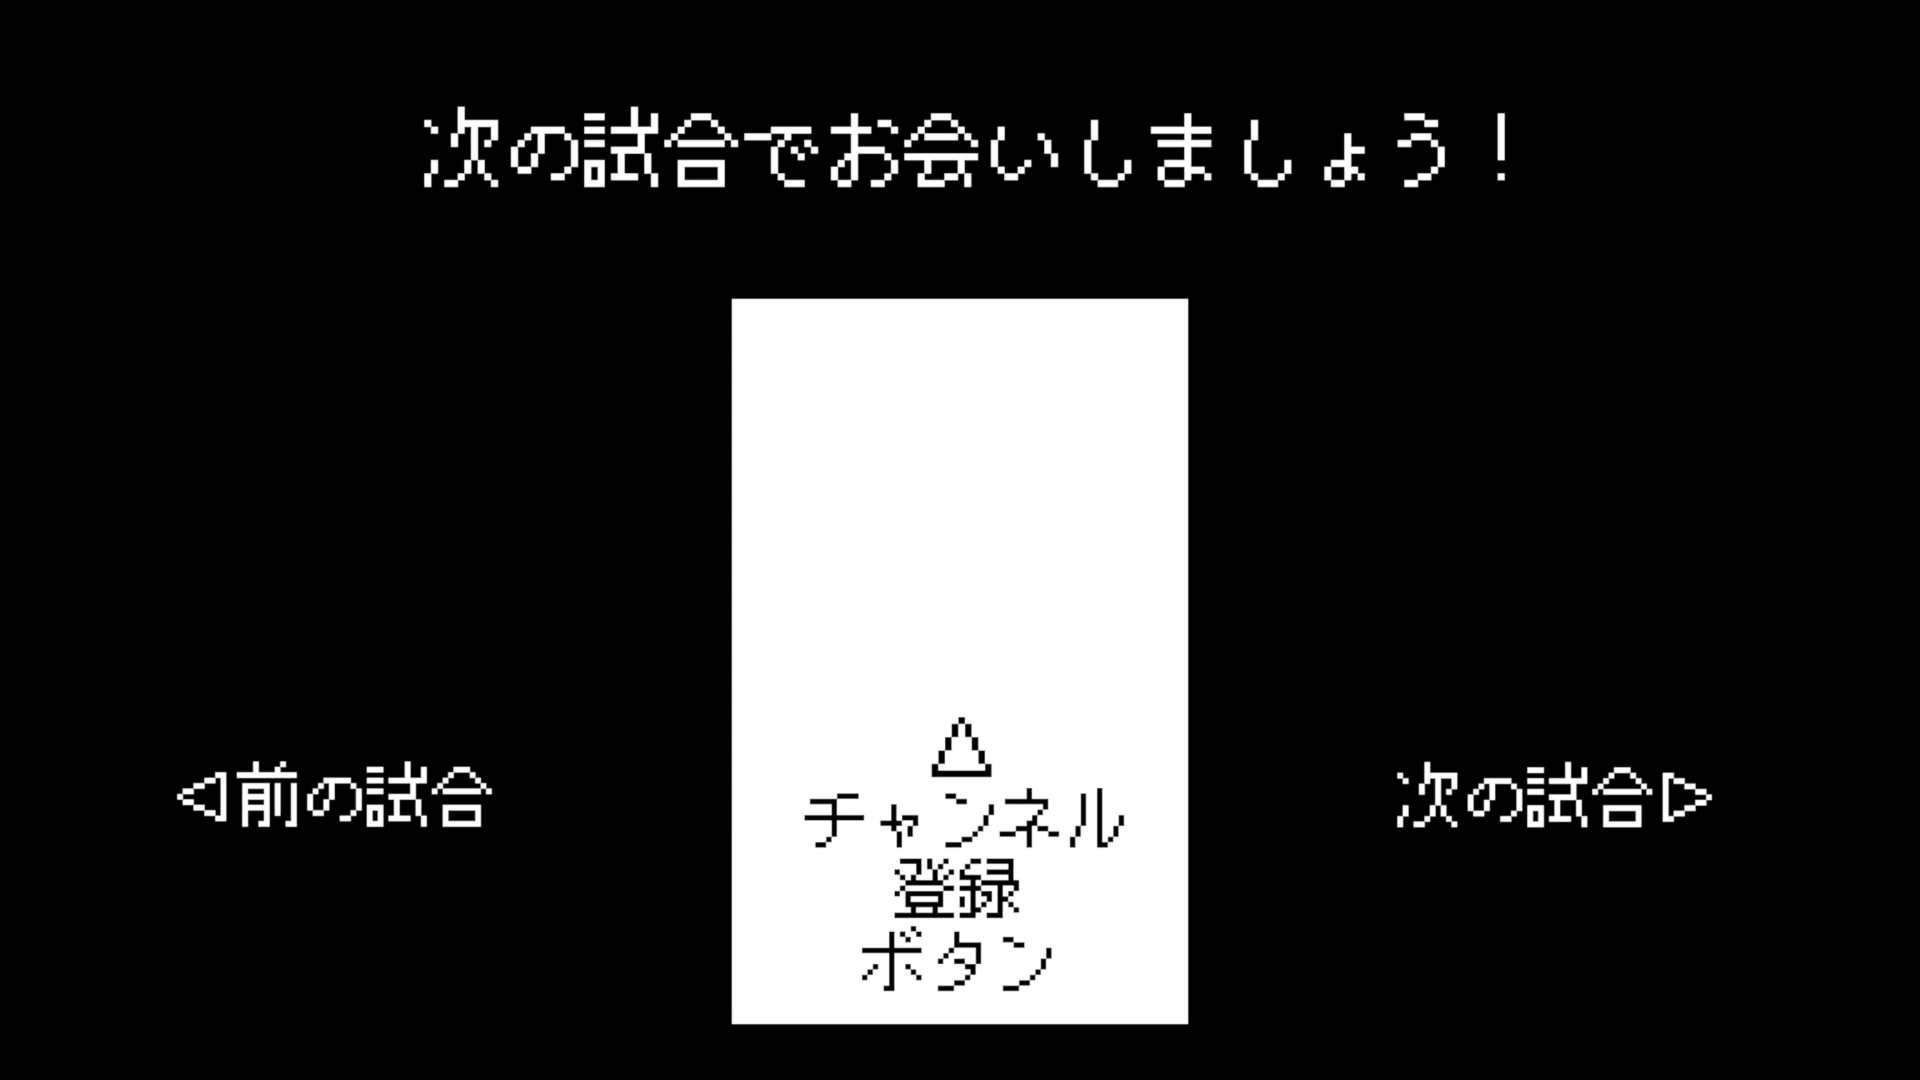 次の試合でお会いしましょう！
◁前の試合
△
チャンネル
登録
ボタン
次の試合▷